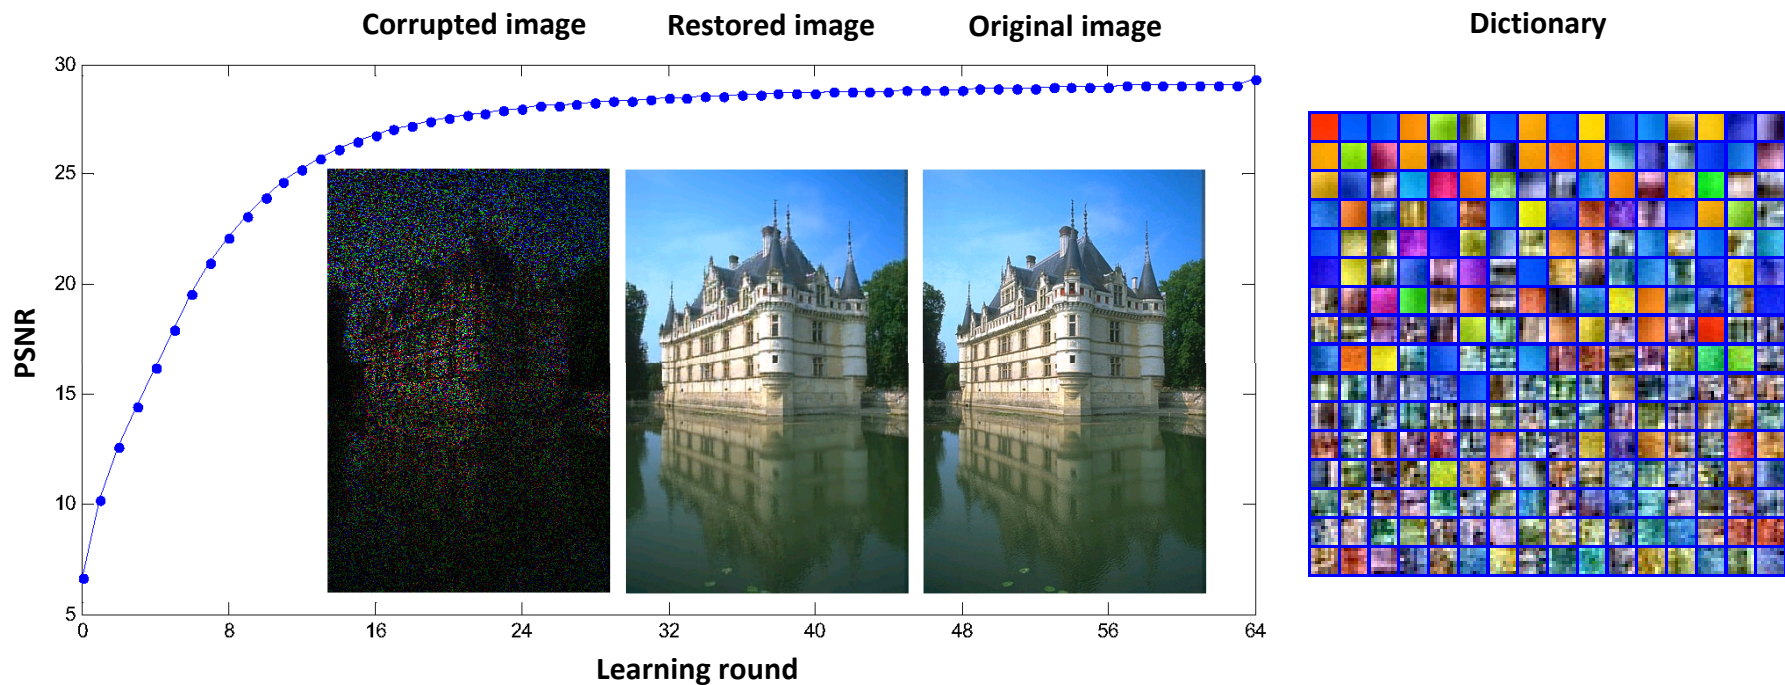 Corrupted image
Restored image
Original image
Dictionary
30
25
20
15
10
5
PSNR
0 8 16 24 32 40 48 56 64
Learning round